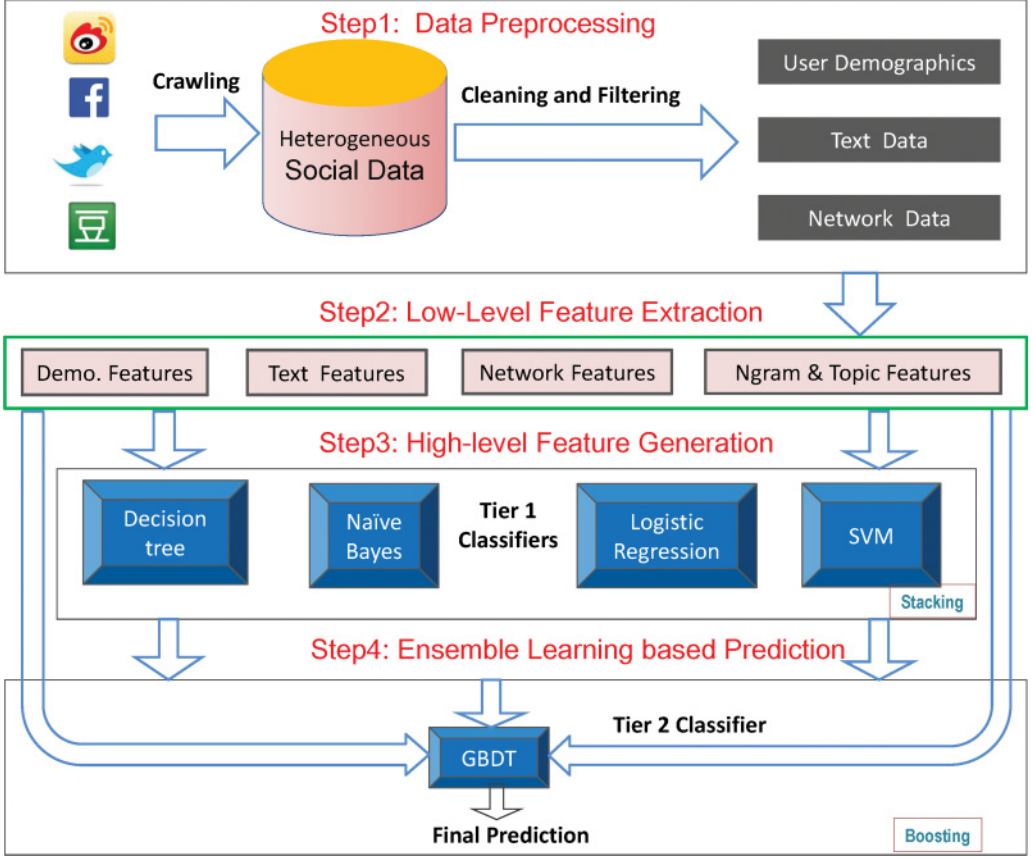 Step1: Data Preprocessing
f
豆
Crawling
Heterogeneous
Social Data
Cleaning and Filtering
User Demographics
Text Data
Network Data
Step2: Low-Level Feature Extraction
Demo. Features
Text Features
Network Features
Ngram & Topic Features
Step3: High-level Feature Generation
Decision
tree
Naïve
Bayes
Tier 1
Classifiers
Logistic
Regression
SVM
Stacking
Step4: Ensemble Learning based Prediction
Tier 2 Classifier
GBDT
Final Prediction
Boosting